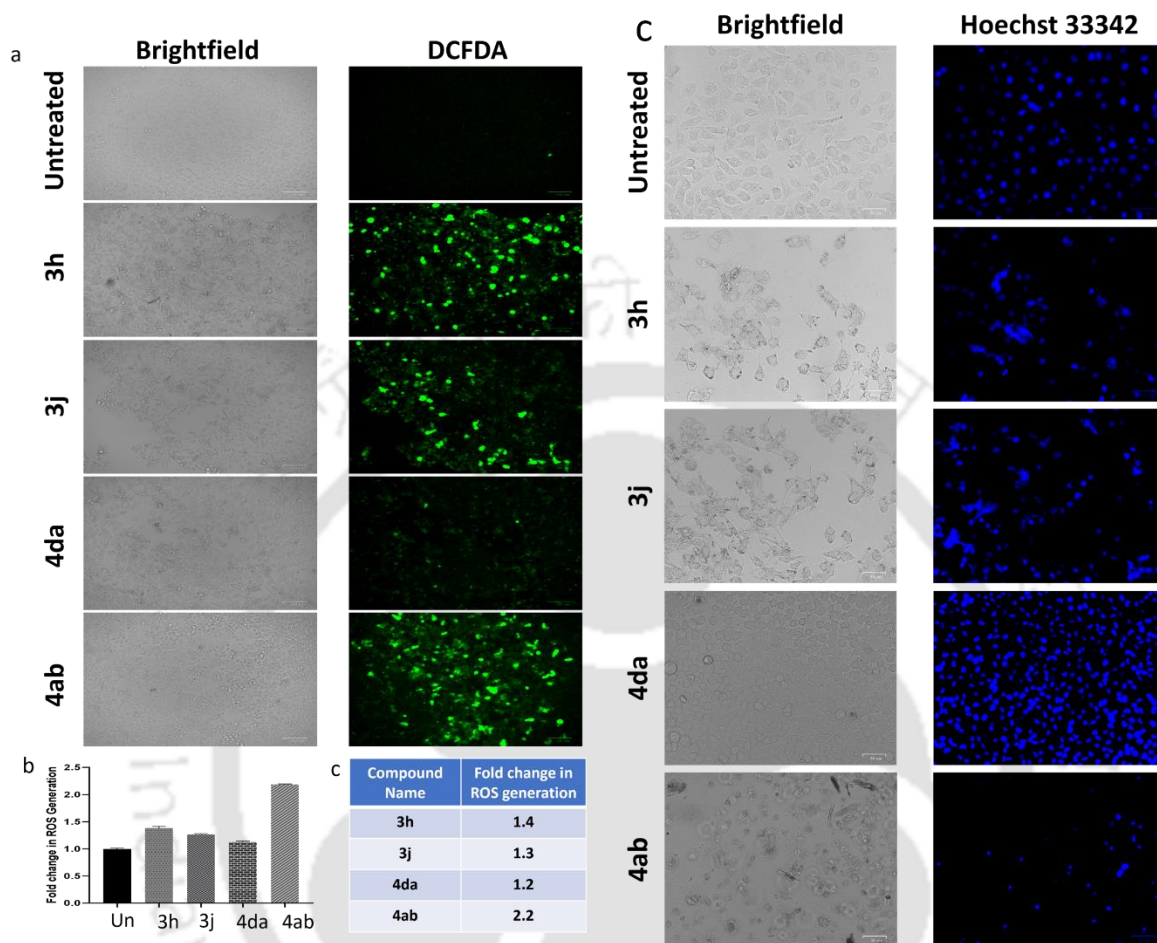 a
Brightfield
DCFDA
Untreated
3h
3j
4da
4ab
b
Fold change in ROS Generation
2.5
2.0
1.5
1.0
0.5
0.0
Un
3h
3j
4da
4ab
c
Compound Name
Fold change in ROS generation
3h
1.4
3j
1.3
4da
1.2
4ab
2.2
C
Brightfield
Hoechst 33342
Untreated
3h
3j
4da
4ab